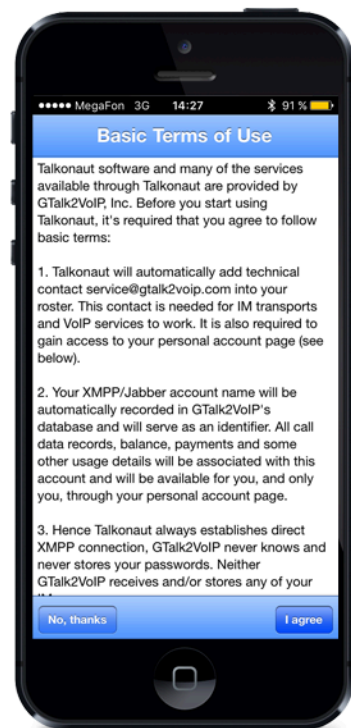 MegaFon 3G 14:27 91 %
Basic Terms of Use
Talkonaut software and many of the services
available through Talkonaut are provided by
GTalk2VoIP, Inc. Before you start using
Talkonaut, it's required that you agree to follow
basic terms:
1. Talkonaut will automatically add technical
contact service@gtalk2voip.com into your
roster. This contact is needed for IM transports
and VoIP services to work. It is also required to
gain access to your personal account page (see
below).
2. Your XMPP/Jabber account name will be
automatically recorded in GTalk2VoIP's
database and will serve as an identifier. All call
data records, balance, payments and some
other usage details will be associated with this
account and will be available for you, and only
you, through your personal account page.
3. Hence Talkonaut always establishes direct
XMPP connection, GTalk2VoIP never knows and
never stores your passwords. Neither
GTalk2VoIP receives and/or stores any of your
No, thanks
I agree